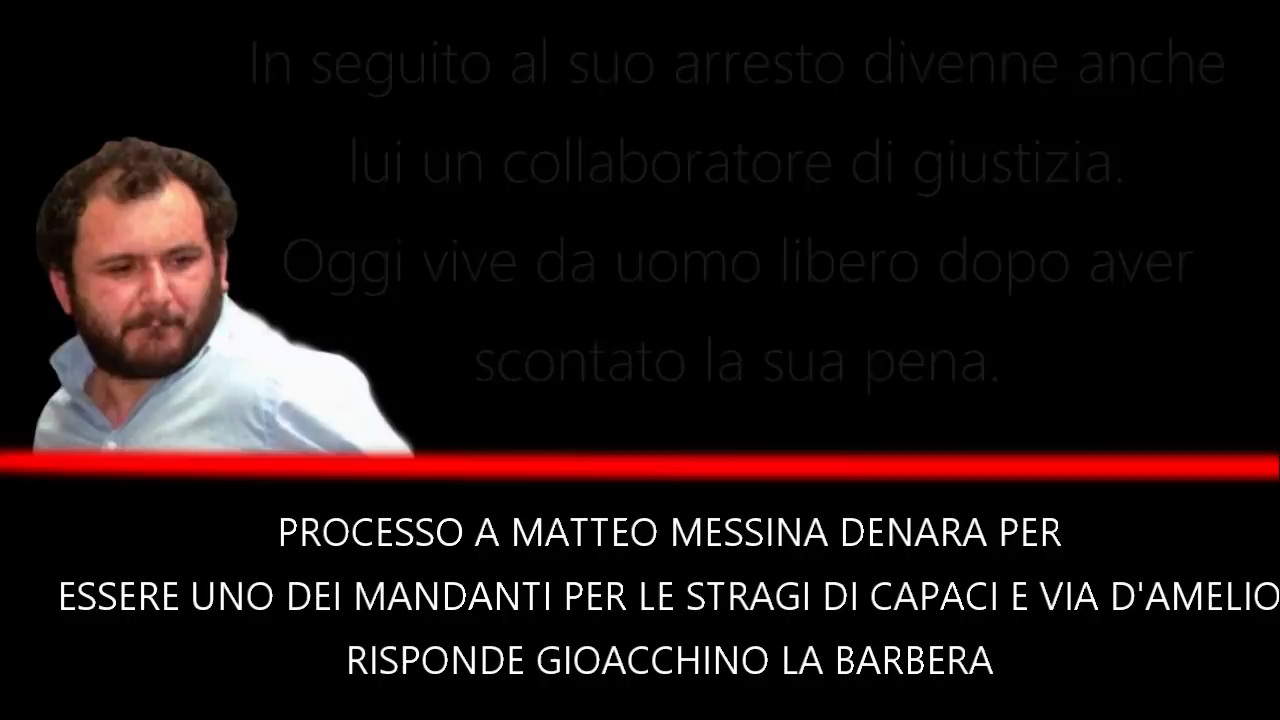 In seguito al suo arresto divenne anche
lui un collaboratore di giustizia.
Oggi vive da uomo libero dopo aver
scontato la sua pena.
PROCESSO A MATTEO MESSINA DENARA PER
ESSERE UNO DEI MANDANTI PER LE STRAGI DI CAPACI E VIA D'AMELIO
RISPONDE GIOACCHINO LA BARBERA